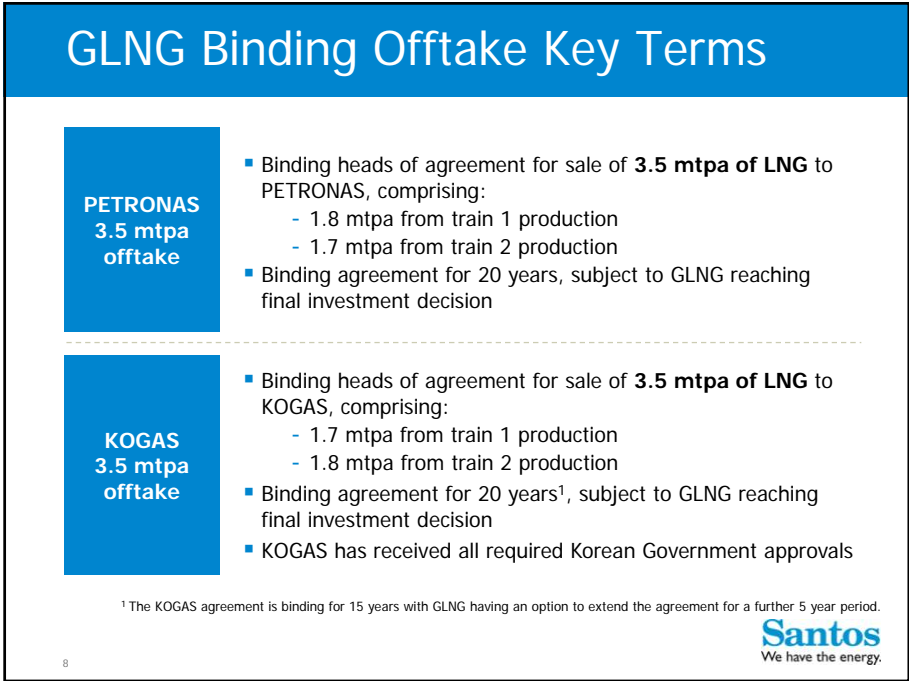 GLNG Binding Offtake Key Terms
PETRONAS
3.5 mtpa
offtake
▪ Binding heads of agreement for sale of 3.5 mtpa of LNG to
PETRONAS, comprising:
- 1.8 mtpa from train 1 production
- 1.7 mtpa from train 2 production
▪ Binding agreement for 20 years, subject to GLNG reaching
final investment decision
KOGAS
3.5 mtpa
offtake
▪ Binding heads of agreement for sale of 3.5 mtpa of LNG to
KOGAS, comprising:
- 1.7 mtpa from train 1 production
- 1.8 mtpa from train 2 production
▪ Binding agreement for 20 years¹, subject to GLNG reaching
final investment decision
▪ KOGAS has received all required Korean Government approvals
¹ The KOGAS agreement is binding for 15 years with GLNG having an option to extend the agreement for a further 5 year period.
Santos
We have the energy.
8